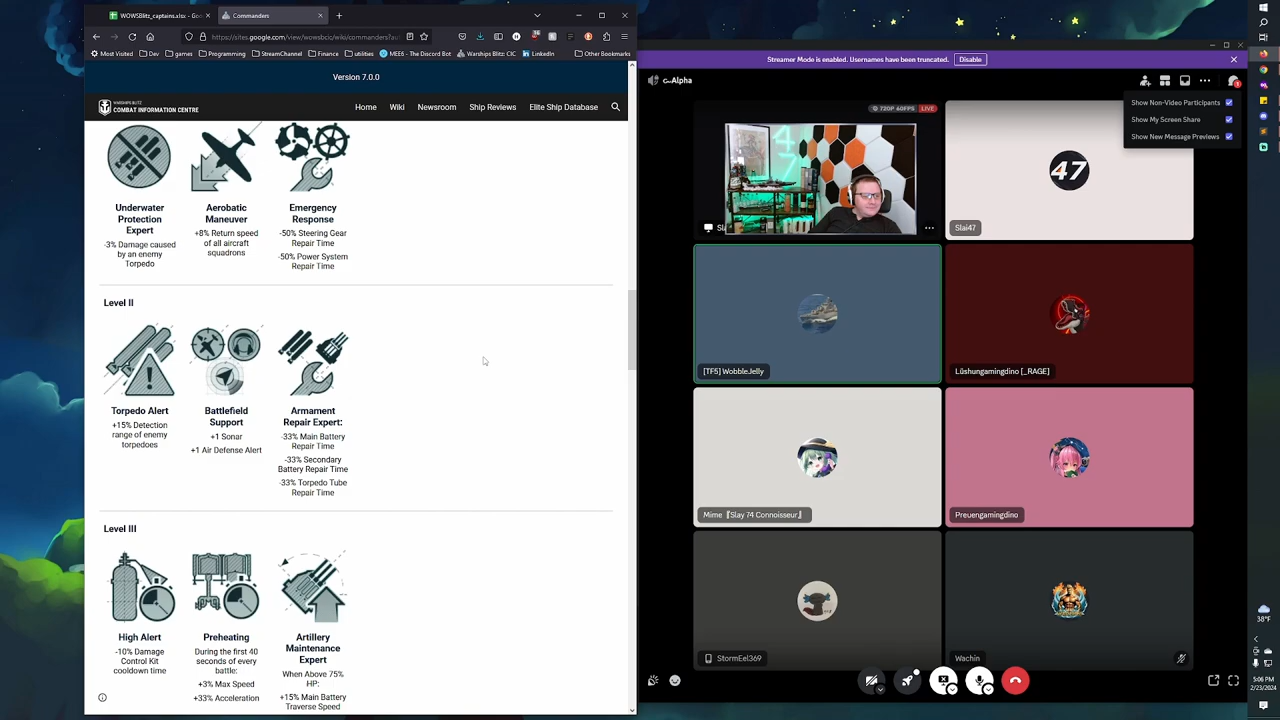 WOWSBlitz_captains.xlsx - Goo
Commanders
https://sites.google.com/view/wowsbcic/wiki/commanders?au
Most Visited
Dev
games
Programming
StreamChannel
Finance
utilities
MEE6 - The Discord Bot
Warships Blitz: CIC
LinkedIn
Other Bookmarks
Version 7.0.0
WARSHIPS BLITZ
COMBAT INFORMATION CENTRE
Home
Wiki
Newsroom
Ship Reviews
Elite Ship Database
Underwater
Protection
Expert
-3% Damage caused
by an enemy
Torpedo
Aerobatic
Maneuver
+8% Return speed
of all aircraft
squadrons
Emergency
Response
-50% Steering Gear
Repair Time
-50% Power System
Repair Time
Level II
Torpedo Alert
+15% Detection
range of enemy
torpedoes
Battlefield
Support
+1 Sonar
+1 Air Defense Alert
Armament
Repair Expert:
-33% Main Battery
Repair Time
-33% Secondary
Battery Repair Time
-33% Torpedo Tube
Repair Time
Level III
High Alert
-10% Damage
Control Kit
cooldown time
Preheating
During the first 40
seconds of every
battle:
+3% Max Speed
+33% Acceleration
Artillery
Maintenance
Expert
When Above 75%
HP:
+15% Main Battery
Traverse Speed
Streamer Mode is enabled. Usernames have been truncated.
Disable
Alpha
Show Non-Video Participants
Show My Screen Share
Show New Message Previews
720P 60FPS
LIVE
Sla
47
Slai47
[TF5] WobbleJelly
Lüshungamingdino [_RAGE]
Mime『Slay 74 Connoisseur』
Preuengamingdino
StormEel369
Wachin
38°F
5:06 PM
2/23/2024